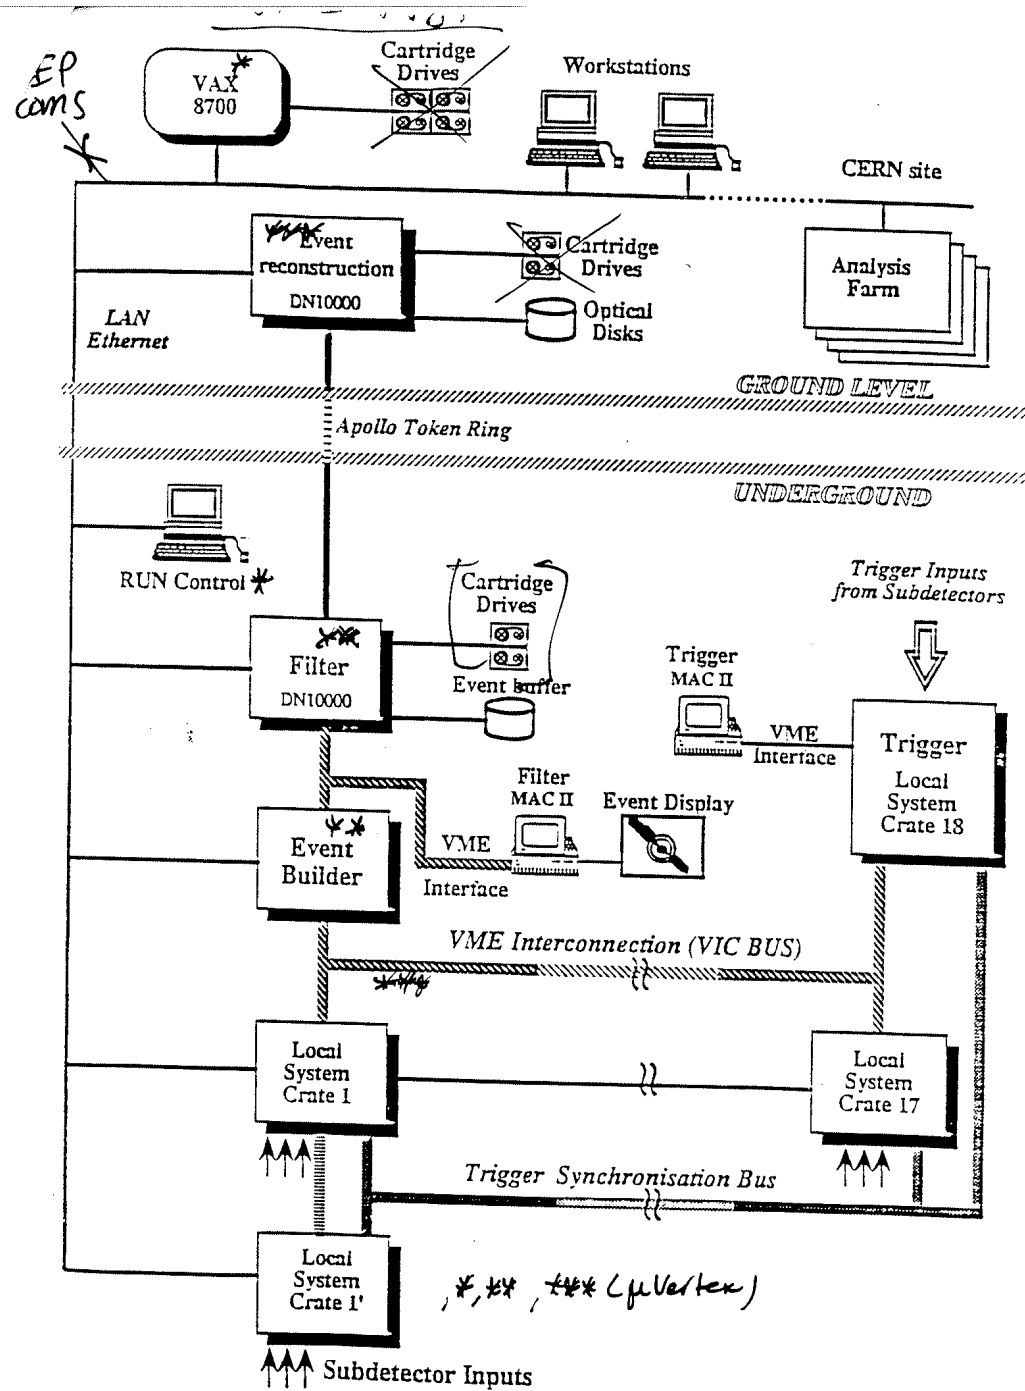 EP
coms
VAX *
8700
Cartridge
Drives
Workstations
CERN site
*** Event
reconstruction
DN10000
Cartridge
Drives
Optical
Disks
Analysis
Farm
LAN
Ethernet
GROUND LEVEL
Apollo Token Ring
UNDERGROUND
RUN Control *
Cartridge
Drives
Trigger Inputs
from Subdetectors
**
Filter
DN10000
Event buffer
Trigger
MAC II
VME
Interface
Trigger
Local
System
Crate 18
Filter
MAC II
Event Display
VME
Interface
**
Event
Builder
VME Interconnection (VIC BUS)
Local
System
Crate 1
Local
System
Crate 17
Trigger Synchronisation Bus
Local
System
Crate 1'
, *, ** , *** (μVertex)
Subdetector Inputs